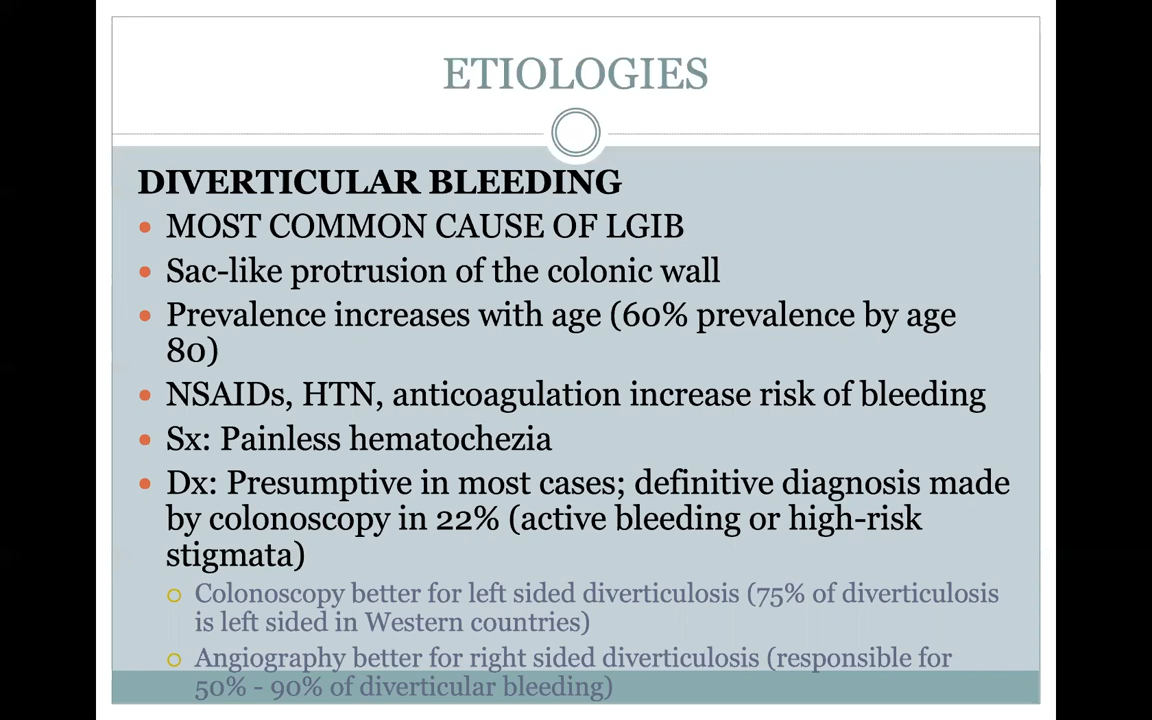 ETIOLOGIES
DIVERTICULAR BLEEDING
• MOST COMMON CAUSE OF LGIB
• Sac-like protrusion of the colonic wall
• Prevalence increases with age (60% prevalence by age
80)
• NSAIDs, HTN, anticoagulation increase risk of bleeding
• Sx: Painless hematochezia
• Dx: Presumptive in most cases; definitive diagnosis made
by colonoscopy in 22% (active bleeding or high-risk
stigmata)
○ Colonoscopy better for left sided diverticulosis (75% of diverticulosis
is left sided in Western countries)
○ Angiography better for right sided diverticulosis (responsible for
50% - 90% of diverticular bleeding)